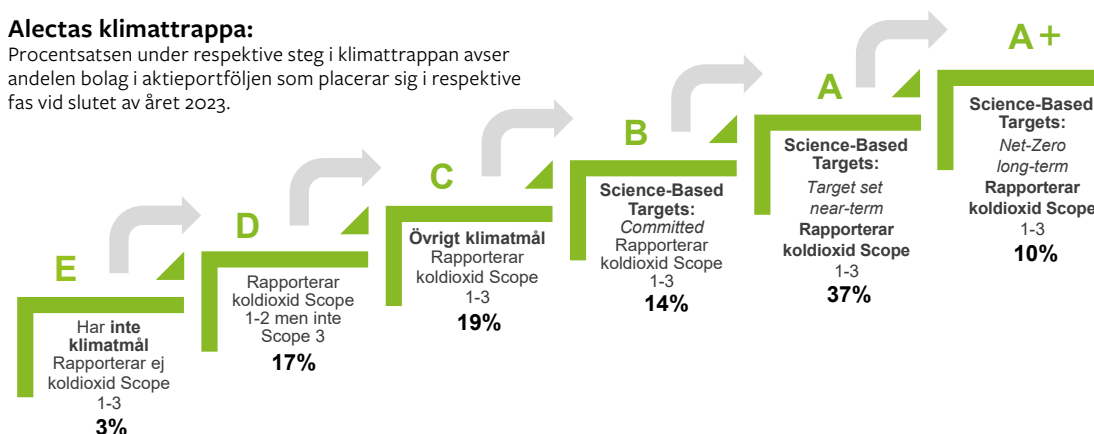 Alectas klimattrappa:
Procentsatsen under respektive steg i klimattrappan avser
andelen bolag i aktieportföljen som placerar sig i respektive
fas vid slutet av året 2023.
E
Har inte
klimatmål
Rapporterar ej
koldioxid Scope
1-3
3%
D
Rapporterar
koldioxid Scope
1-2 men inte
Scope 3
17%
C
Övrigt klimatmål
Rapporterar
koldioxid Scope
1-3
19%
B
Science-Based
Targets:
Committed
Rapporterar
koldioxid Scope
1-3
14%
A
Science-Based
Targets:
Target set
near-term
Rapporterar
koldioxid Scope
1-3
37%
A+
Science-Based
Targets:
Net-Zero
long-term
Rapporterar
koldioxid Scope
1-3
10%